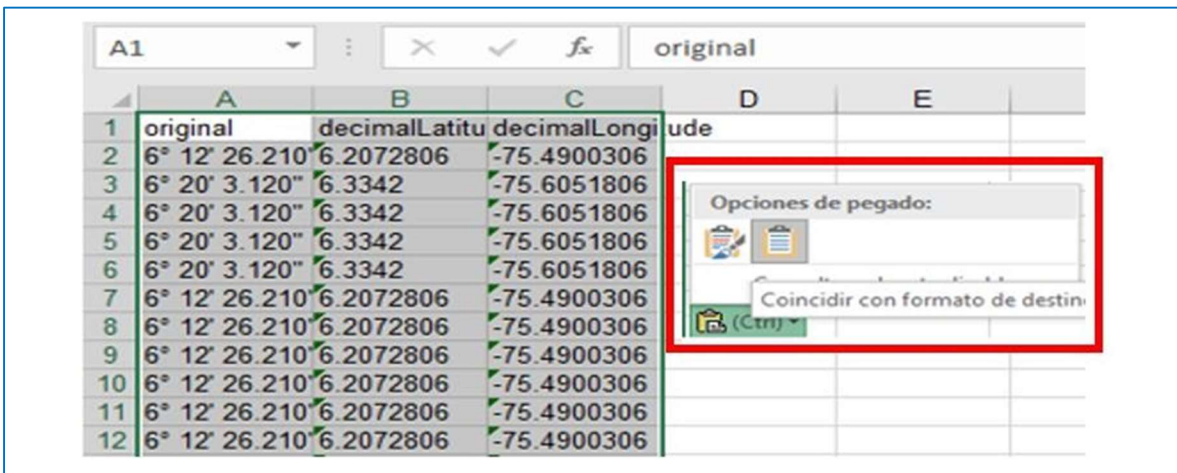 A1 fx original
A B C D E
1 original decimalLatitu decimalLongitude
2 6° 12' 26.210" 6.2072806 -75.4900306
3 6° 20' 3.120" 6.3342 -75.6051806
4 6° 20' 3.120" 6.3342 -75.6051806
5 6° 20' 3.120" 6.3342 -75.6051806
6 6° 20' 3.120" 6.3342 -75.6051806
7 6° 12' 26.210" 6.2072806 -75.4900306
8 6° 12' 26.210" 6.2072806 -75.4900306
9 6° 12' 26.210" 6.2072806 -75.4900306
10 6° 12' 26.210" 6.2072806 -75.4900306
11 6° 12' 26.210" 6.2072806 -75.4900306
12 6° 12' 26.210" 6.2072806 -75.4900306
Opciones de pegado:
Coincidir con formato de destin
(Ctrl)